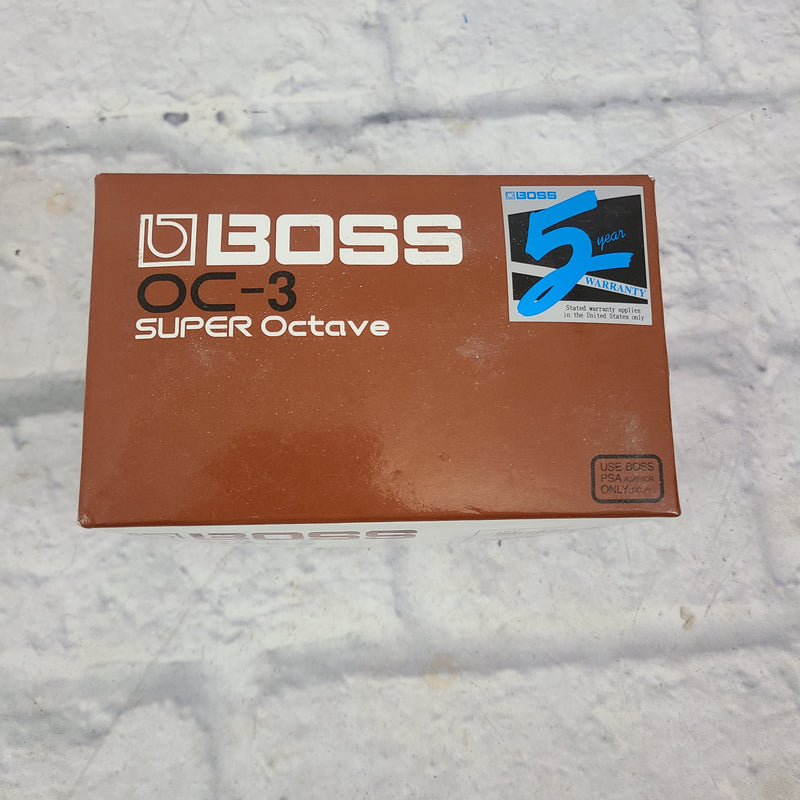 BOSS
OC-3
SUPER Octave
BOSS
5 year
WARRANTY
Stated warranty applies
in the United States only
USE BOSS
PSA ADAPTOR
ONLY
BOSS